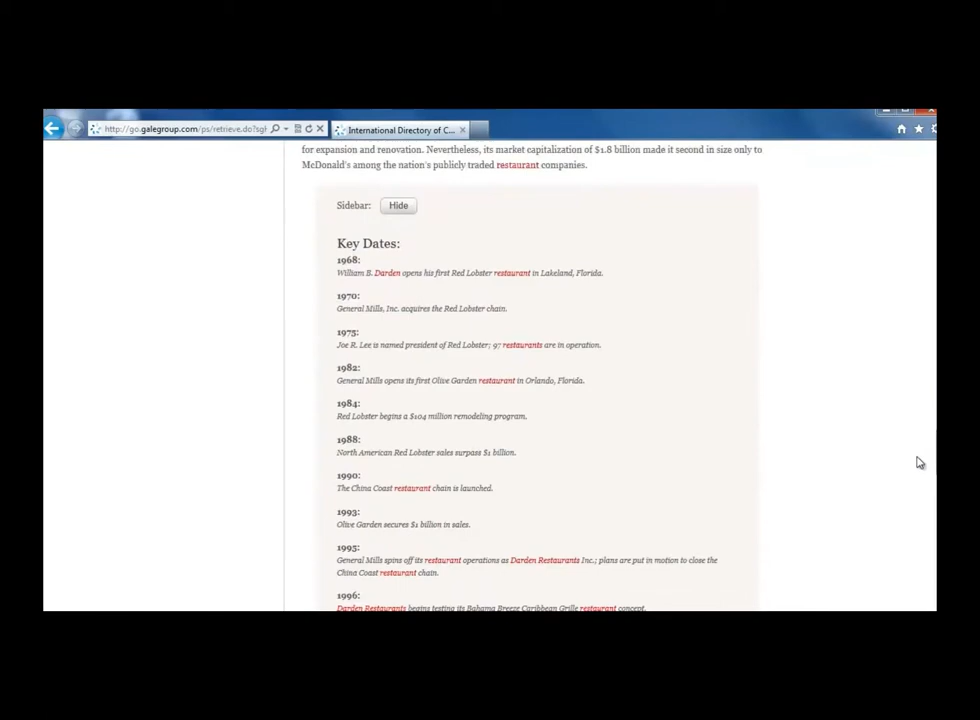 http://go.galegroup.com/ps/retrieve.do?sgl
International Directory of C...
for expansion and renovation. Nevertheless, its market capitalization of $1.8 billion made it second in size only to
McDonald's among the nation's publicly traded restaurant companies.
Sidebar: Hide
Key Dates:
1968:
William B. Darden opens his first Red Lobster restaurant in Lakeland, Florida.
1970:
General Mills, Inc. acquires the Red Lobster chain.
1975:
Joe R. Lee is named president of Red Lobster; 97 restaurants are in operation.
1982:
General Mills opens its first Olive Garden restaurant in Orlando, Florida.
1984:
Red Lobster begins a $104 million remodeling program.
1988:
North American Red Lobster sales surpass $1 billion.
1990:
The China Coast restaurant chain is launched.
1993:
Olive Garden secures $1 billion in sales.
1995:
General Mills spins off its restaurant operations as Darden Restaurants Inc.; plans are put in motion to close the
China Coast restaurant chain.
1996:
Darden Restaurants begins testing its Bahama Breeze Caribbean Grille restaurant concept.